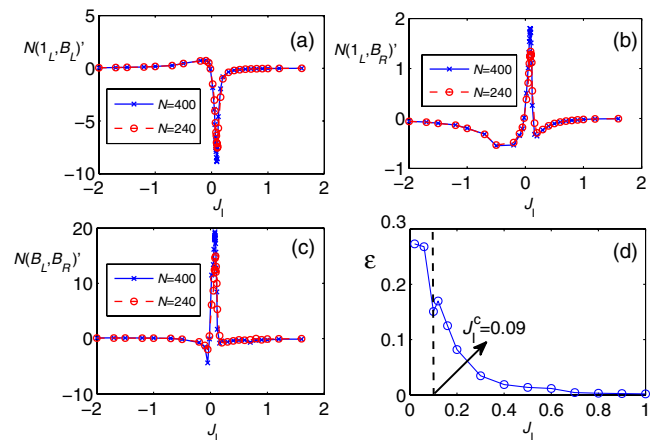 5
0
−5
−10
−2
−1
0
1
2
N(1_L,B_L)'
J_I
(a)
N=400
N=240
2
1
0
−1
−2
−1
0
1
2
N(1_L,B_R)'
J_I
(b)
N=400
N=240
20
10
0
−10
−2
−1
0
1
2
N(B_L,B_R)'
J_I
(c)
N=400
N=240
0.3
0.2
0.1
0
0
0.2
0.4
0.6
0.8
1
ε
J_I
(d)
J_I^c=0.09